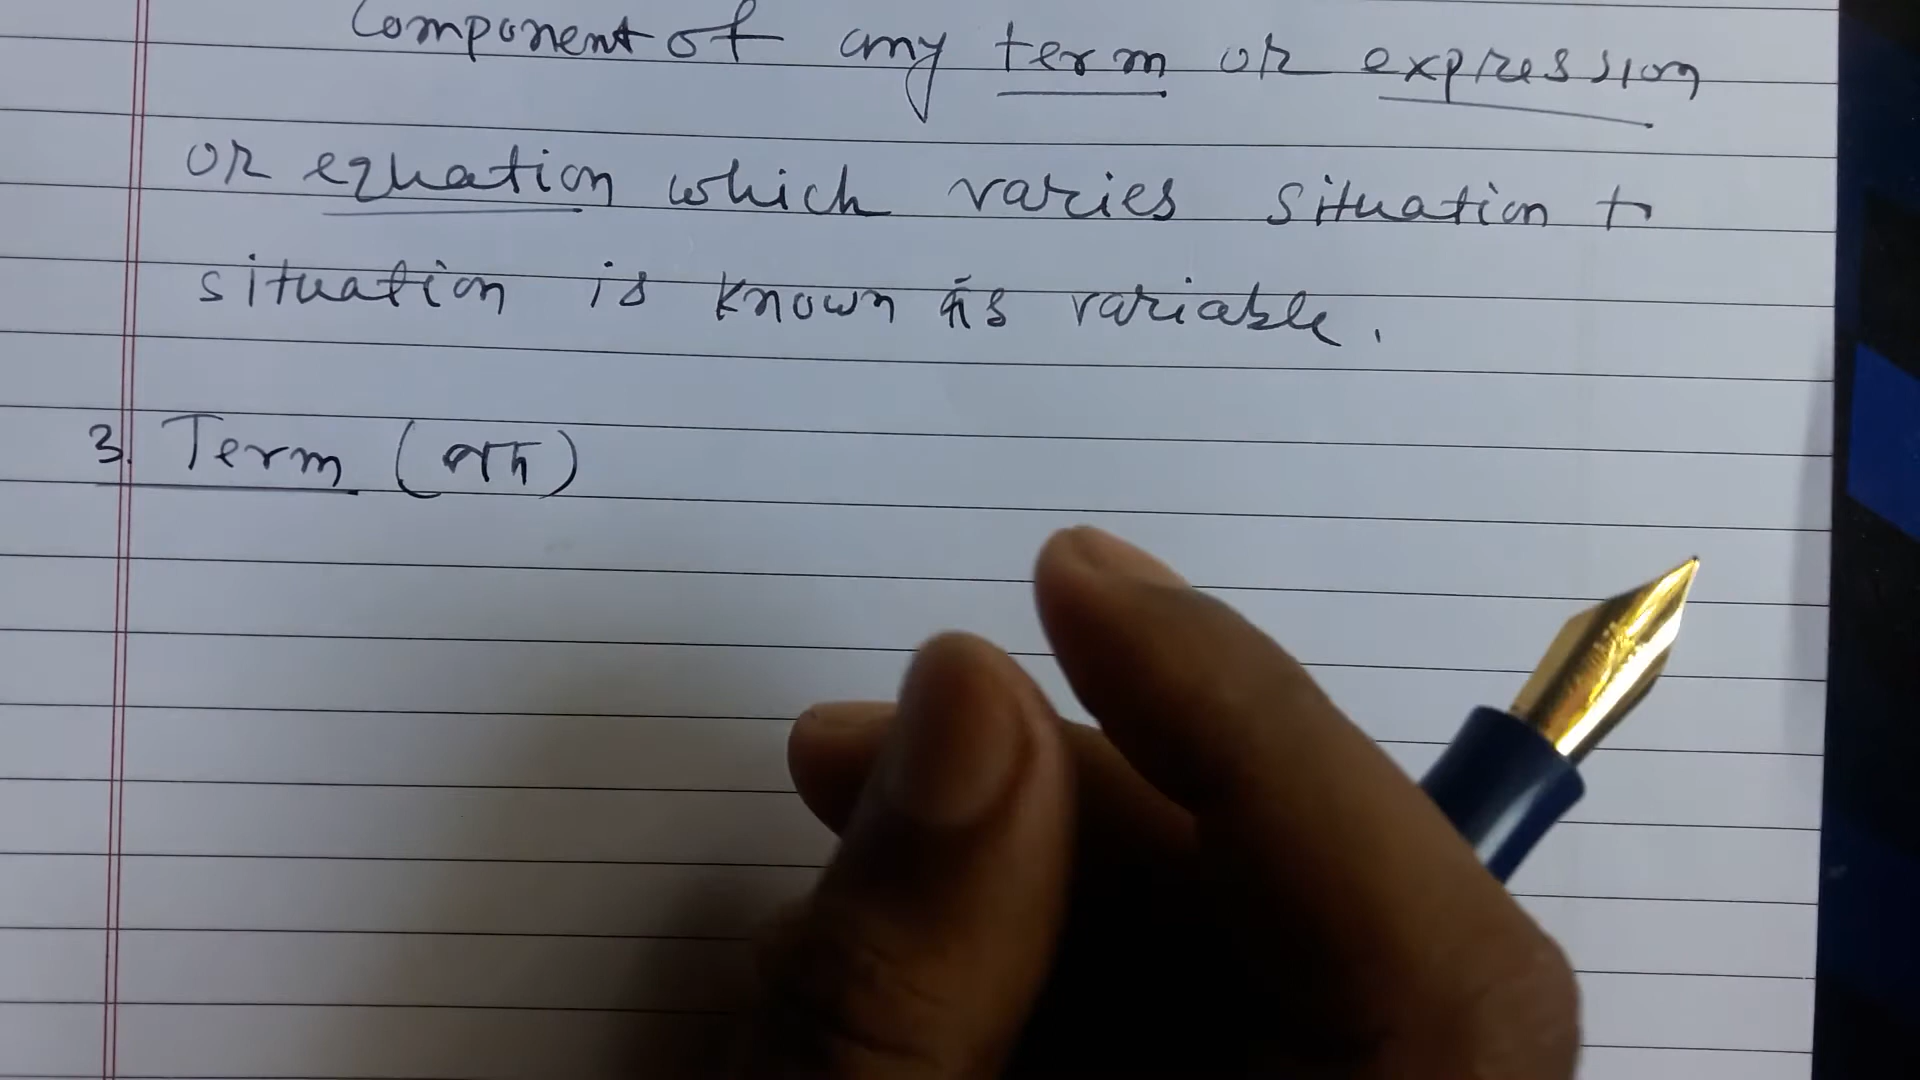 Component of any term or expression
or equation which varies situation to
situation is known as variable.
3. Term (পদ)